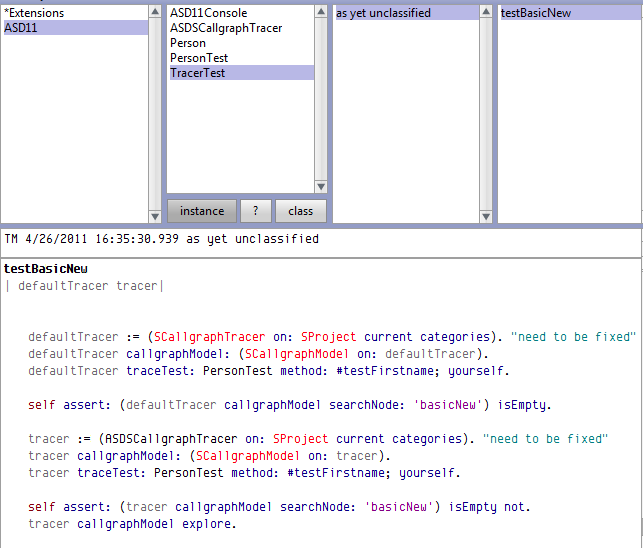 *Extensions
ASD11
ASD11Console
ASDSCallgraphTracer
Person
PersonTest
TracerTest
instance ? class
as yet unclassified
testBasicNew
TM 4/26/2011 16:35:30.939 as yet unclassified
testBasicNew
| defaultTracer tracer|
defaultTracer := (SCallgraphTracer on: SProject current categories). "need to be fixed"
defaultTracer callgraphModel: (SCallgraphModel on: defaultTracer).
defaultTracer traceTest: PersonTest method: #testFirstname; yourself.
self assert: (defaultTracer callgraphModel searchNode: 'basicNew') isEmpty.
tracer := (ASDSCallgraphTracer on: SProject current categories). "need to be fixed"
tracer callgraphModel: (SCallgraphModel on: tracer).
tracer traceTest: PersonTest method: #testFirstname; yourself.
self assert: (tracer callgraphModel searchNode: 'basicNew') isEmpty not.
tracer callgraphModel explore.